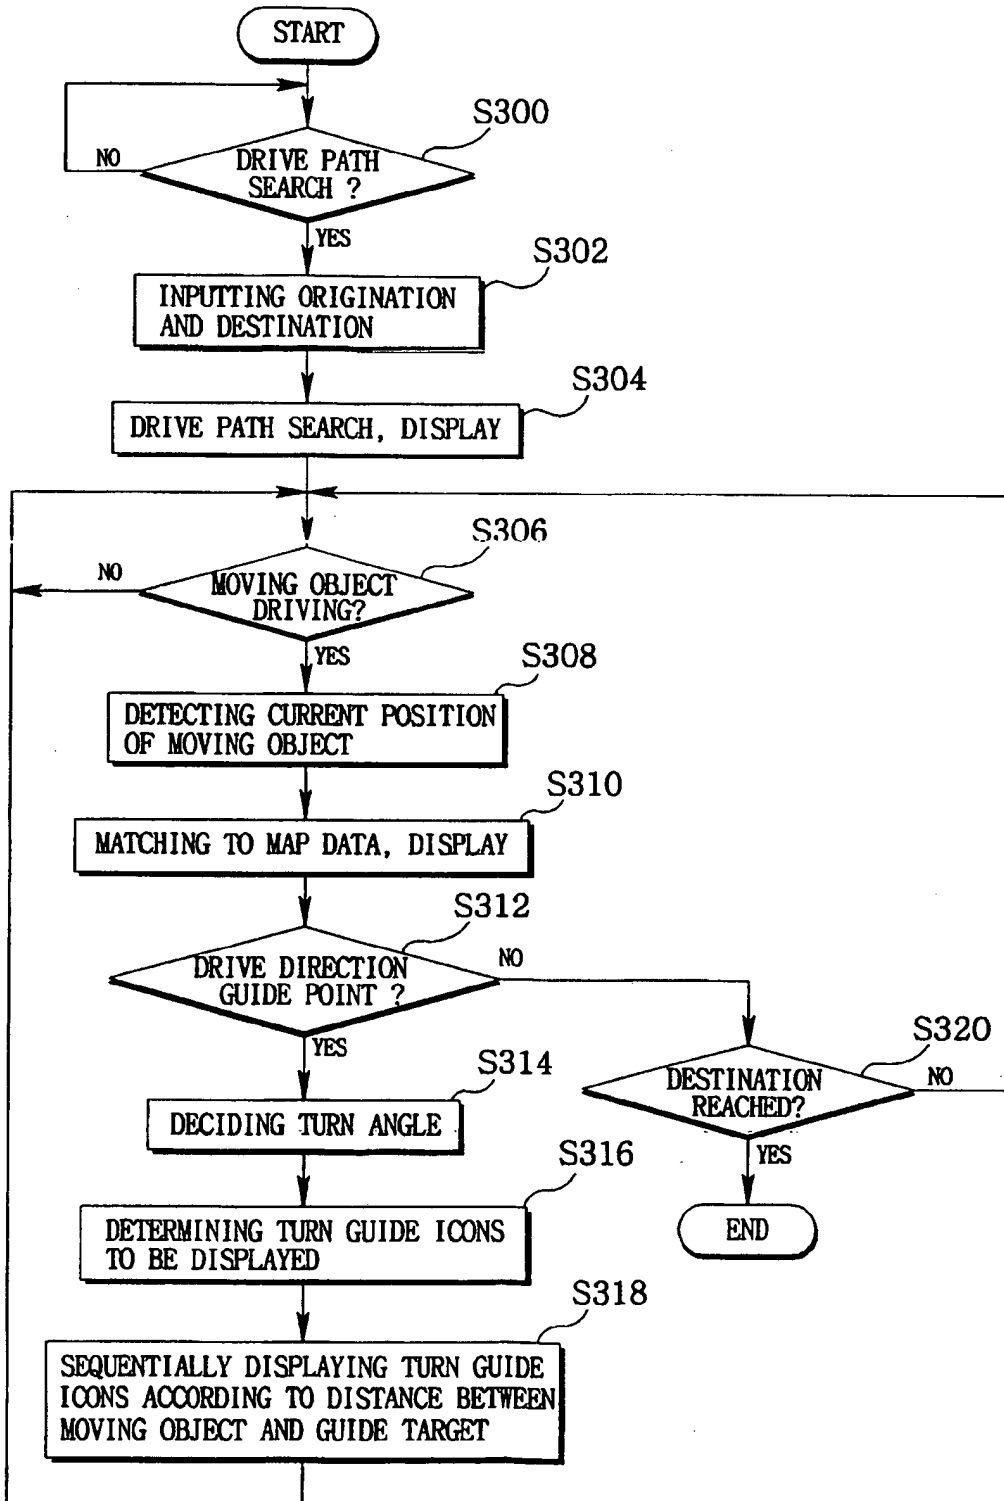 START
S300
NO
DRIVE PATH
SEARCH ?
YES
S302
INPUTTING ORIGINATION
AND DESTINATION
S304
DRIVE PATH SEARCH, DISPLAY
S306
NO
MOVING OBJECT
DRIVING?
YES
S308
DETECTING CURRENT POSITION
OF MOVING OBJECT
S310
MATCHING TO MAP DATA, DISPLAY
S312
DRIVE DIRECTION
GUIDE POINT ?
NO
YES
S314
DECIDING TURN ANGLE
S320
DESTINATION
REACHED?
NO
YES
END
S316
DETERMINING TURN GUIDE ICONS
TO BE DISPLAYED
S318
SEQUENTIALLY DISPLAYING TURN GUIDE
ICONS ACCORDING TO DISTANCE BETWEEN
MOVING OBJECT AND GUIDE TARGET